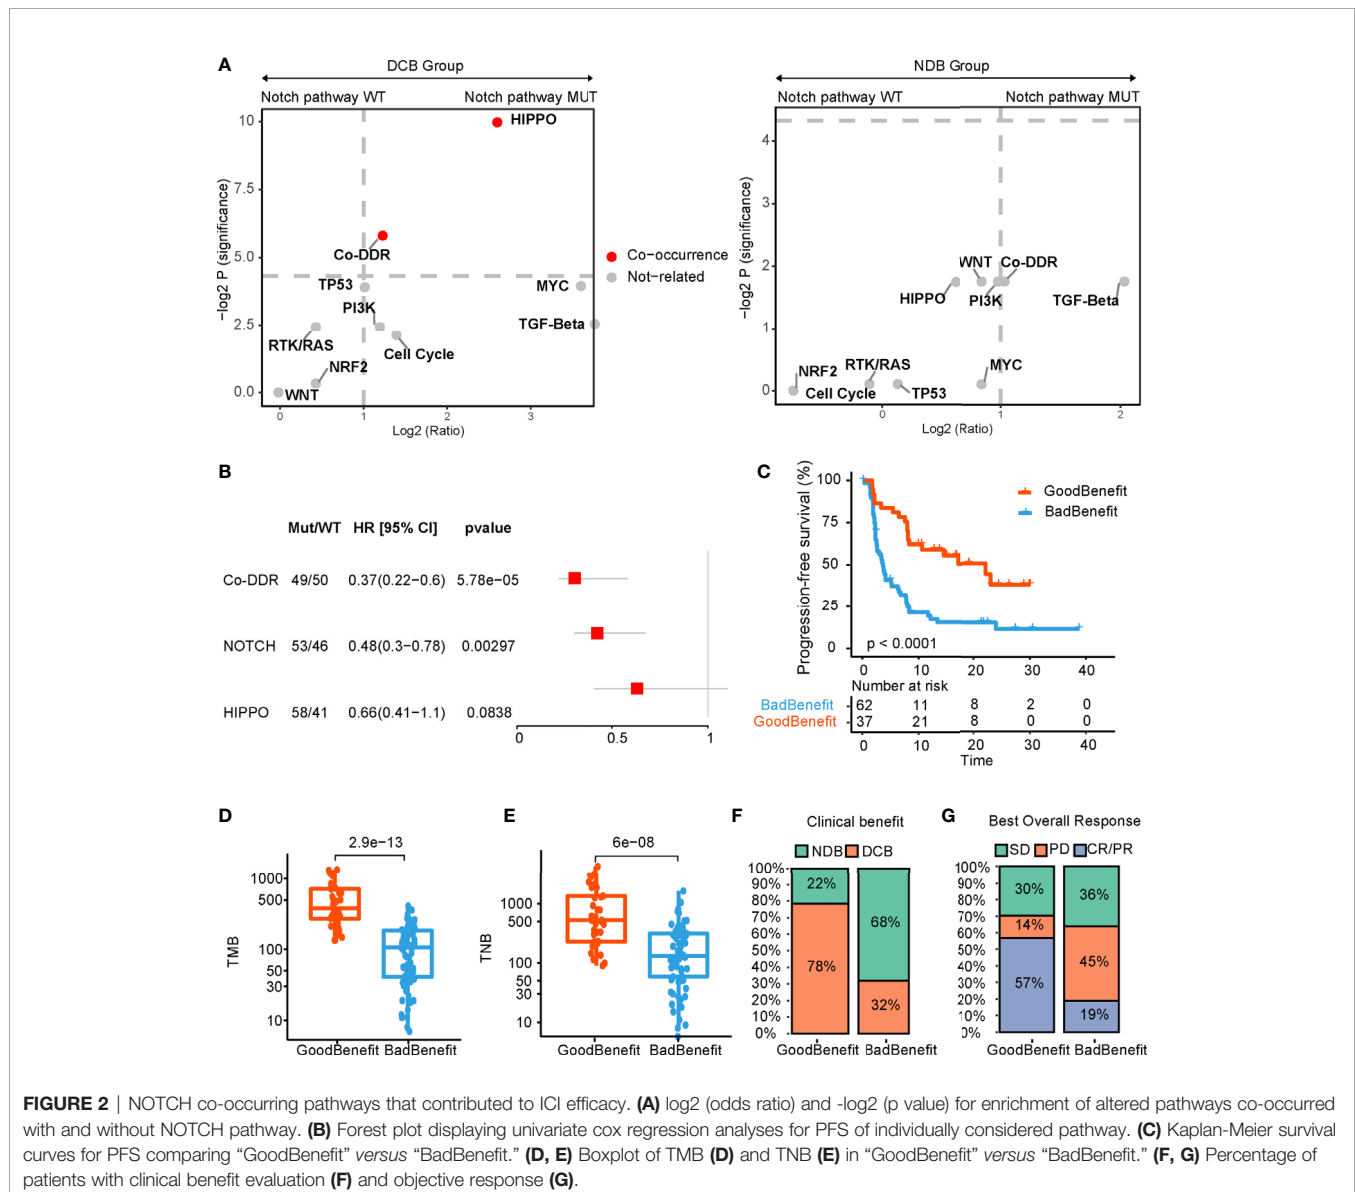 A
DCB Group
Notch pathway WT
Notch pathway MUT
10
7.5
5.0
2.5
0.0
−log2 P (significance)
HIPPO
Co-DDR
TP53
PI3K
MYC
TGF-Beta
RTK/RAS
Cell Cycle
NRF2
WNT
0
1
2
3
Log2 (Ratio)
Co-occurrence
Not-related
NDB Group
Notch pathway WT
Notch pathway MUT
4
3
2
1
0
−log2 P (significance)
WNT
Co-DDR
HIPPO
PI3K
TGF-Beta
NRF2
RTK/RAS
MYC
Cell Cycle
TP53
0
1
2
Log2 (Ratio)
B
Mut/WT HR [95% CI] pvalue
Co-DDR 49/50 0.37(0.22−0.6) 5.78e−05
NOTCH 53/46 0.48(0.3−0.78) 0.00297
HIPPO 58/41 0.66(0.41−1.1) 0.0838
0 0.5 1
C
Progression-free survival (%)
100
75
50
25
0
GoodBenefit
BadBenefit
p < 0.0001
0 10 20 30 40
Number at risk
BadBenefit 62 11 8 2 0
GoodBenefit 37 21 8 0 0
0 10 20 30 40
Time
D
2.9e−13
TMB
1000
500
100
50
30
10
GoodBenefit BadBenefit
E
6e−08
TNB
1000
500
100
50
30
10
GoodBenefit BadBenefit
F
Clinical benefit
NDB DCB
100%
90%
80%
70%
60%
50%
40%
30%
20%
10%
0%
22%
78%
68%
32%
GoodBenefit BadBenefit
G
Best Overall Response
SD PD CR/PR
100%
90%
80%
70%
60%
50%
40%
30%
20%
10%
0%
30%
14%
57%
36%
45%
19%
GoodBenefit BadBenefit
FIGURE 2 | NOTCH co-occurring pathways that contributed to ICI efficacy. (A) log2 (odds ratio) and -log2 (p value) for enrichment of altered pathways co-occurred
with and without NOTCH pathway. (B) Forest plot displaying univariate cox regression analyses for PFS of individually considered pathway. (C) Kaplan-Meier survival
curves for PFS comparing “GoodBenefit” versus “BadBenefit.” (D, E) Boxplot of TMB (D) and TNB (E) in “GoodBenefit” versus “BadBenefit.” (F, G) Percentage of
patients with clinical benefit evaluation (F) and objective response (G).